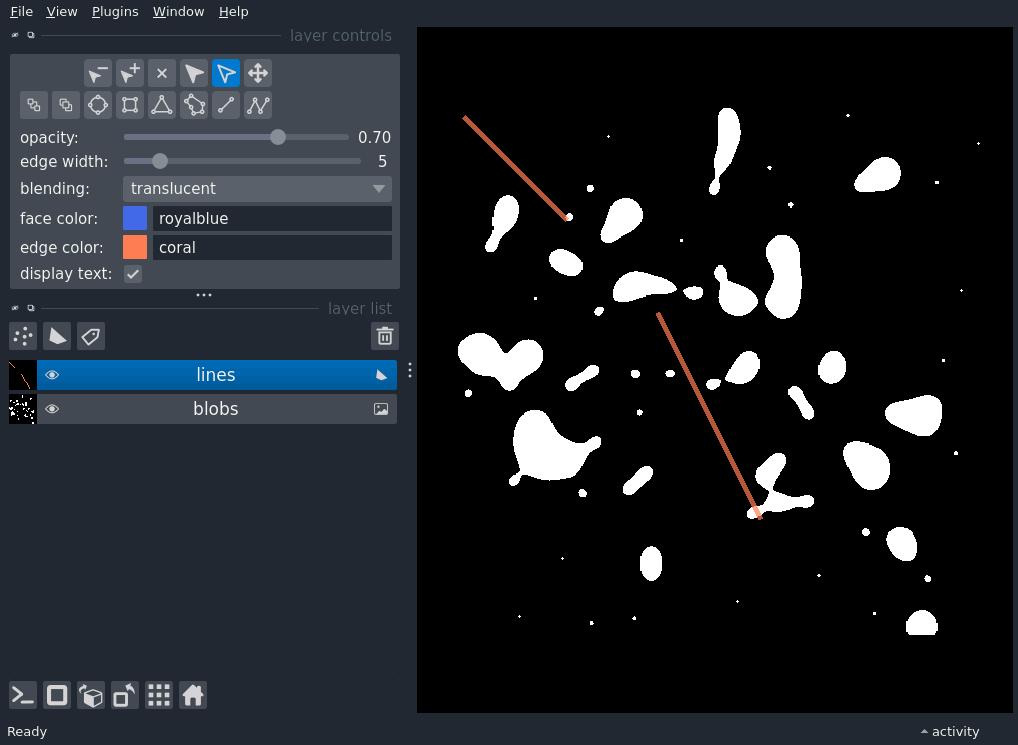 File View Plugins Window Help
layer controls
opacity: 0.70
edge width: 5
blending: translucent
face color: royalblue
edge color: coral
display text:
layer list
lines
blobs
Ready activity